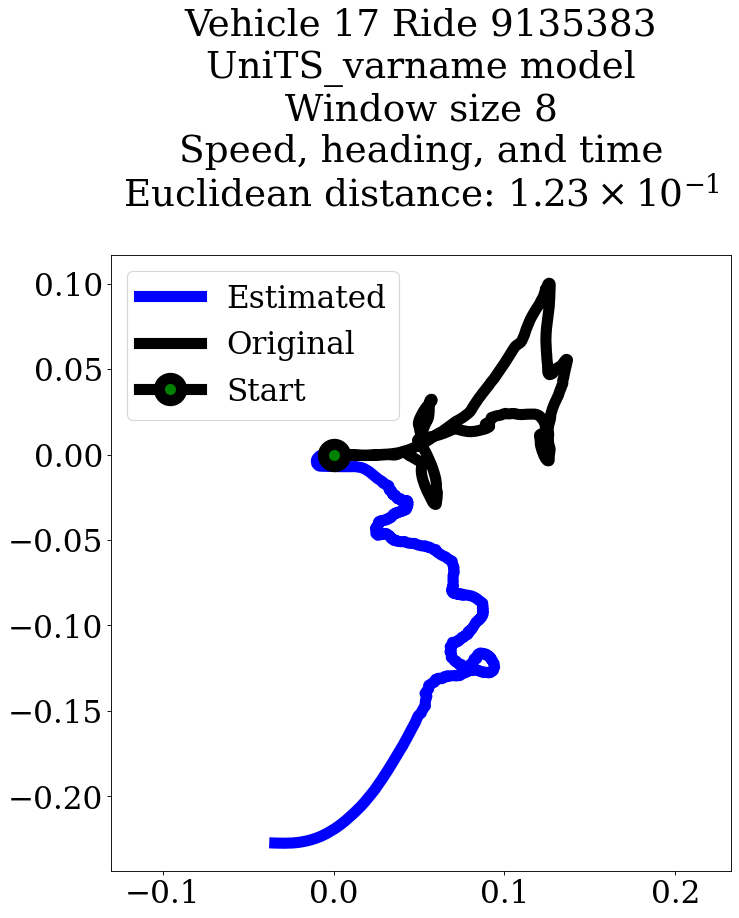 Vehicle 17 Ride 9135383
UniTS_varname model
Window size 8
Speed, heading, and time
Euclidean distance: 1.23 × 10⁻¹
Estimated
Original
Start
0.10
0.05
0.00
−0.05
−0.10
−0.15
−0.20
−0.1 0.0 0.1 0.2